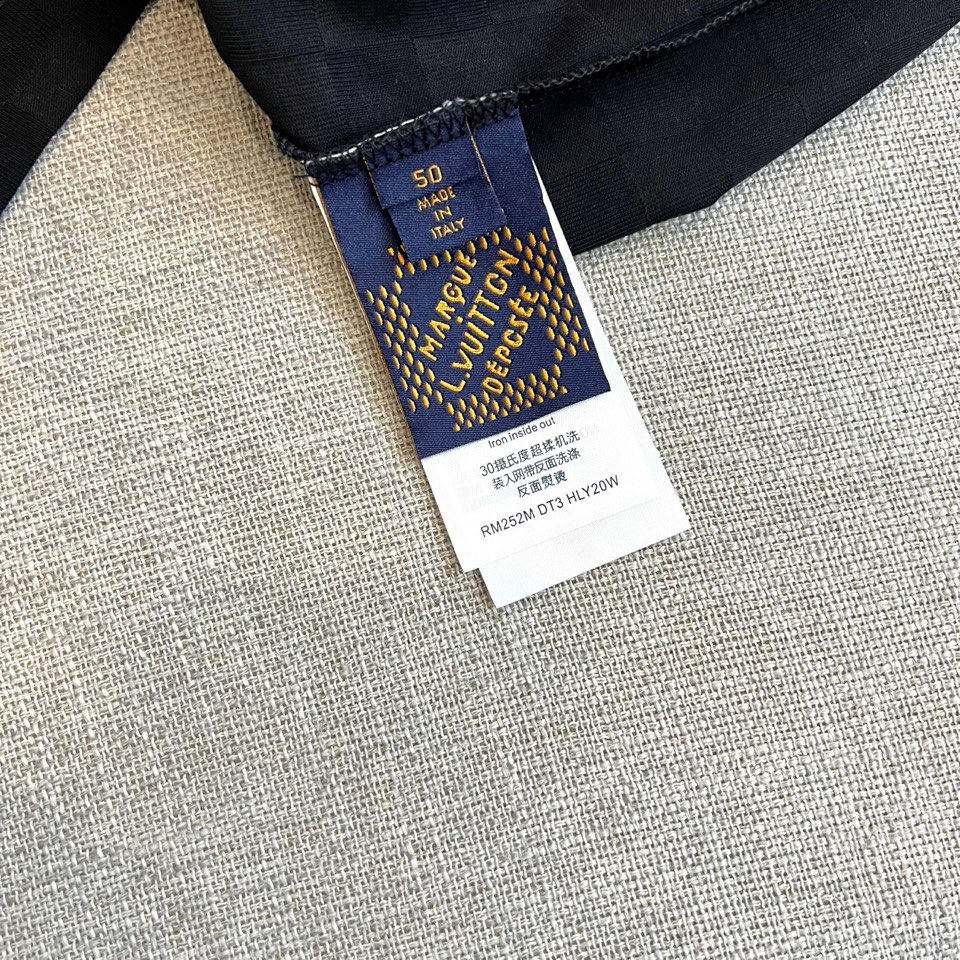 50
MADE
IN
ITALY
MARQUE
L.VUITTON
DÉPOSÉE
Iron inside out
30摄氏度超揉机洗
装入网带反面洗涤
反面熨烫
RM252M DT3 HLY20W